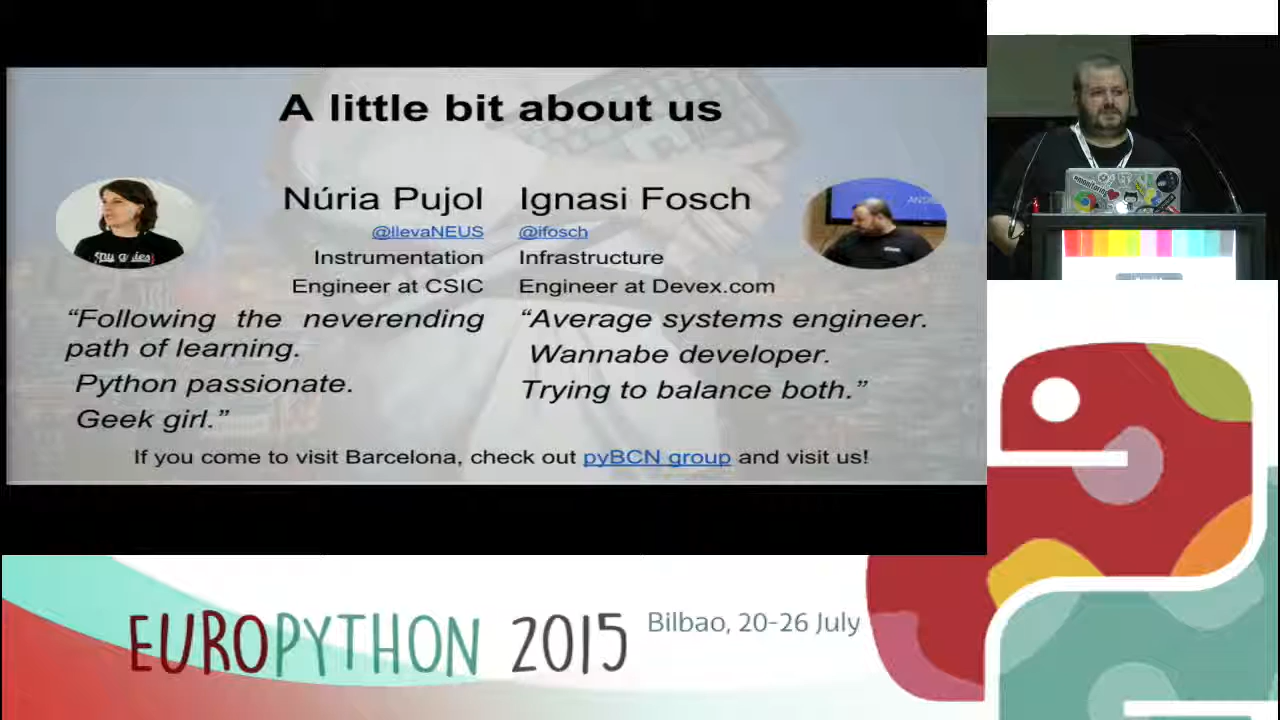 A little bit about us
Núria Pujol
@llevaNEUS
Instrumentation
Engineer at CSIC
“Following the neverending
path of learning.
Python passionate.
Geek girl.”
Ignasi Fosch
@ifosch
Infrastructure
Engineer at Devex.com
“Average systems engineer.
Wannabe developer.
Trying to balance both.”
If you come to visit Barcelona, check out pyBCN group and visit us!
EUROPYTHON 2015
Bilbao, 20-26 July